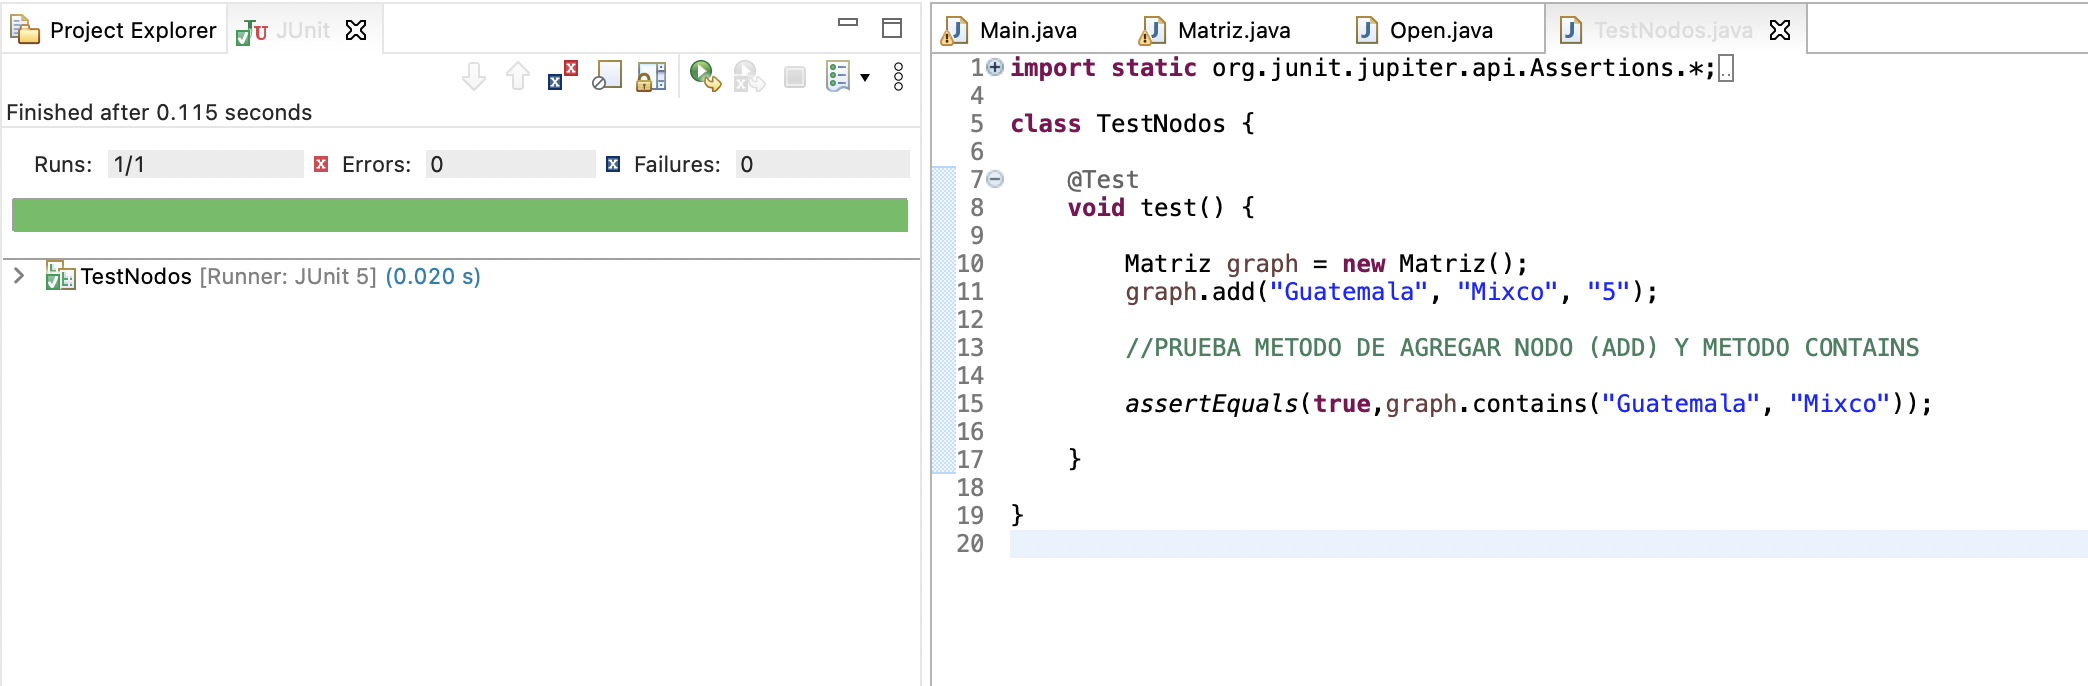 Project Explorer JUnit
Finished after 0.115 seconds
Runs: 1/1 Errors: 0 Failures: 0
TestNodos [Runner: JUnit 5] (0.020 s)
Main.java Matriz.java Open.java TestNodos.java
1 import static org.junit.jupiter.api.Assertions.*;
4
5 class TestNodos {
6
7 @Test
8 void test() {
9
10 Matriz graph = new Matriz();
11 graph.add("Guatemala", "Mixco", "5");
12
13 //PRUEBA METODO DE AGREGAR NODO (ADD) Y METODO CONTAINS
14
15 assertEquals(true,graph.contains("Guatemala", "Mixco"));
16
17 }
18
19 }
20